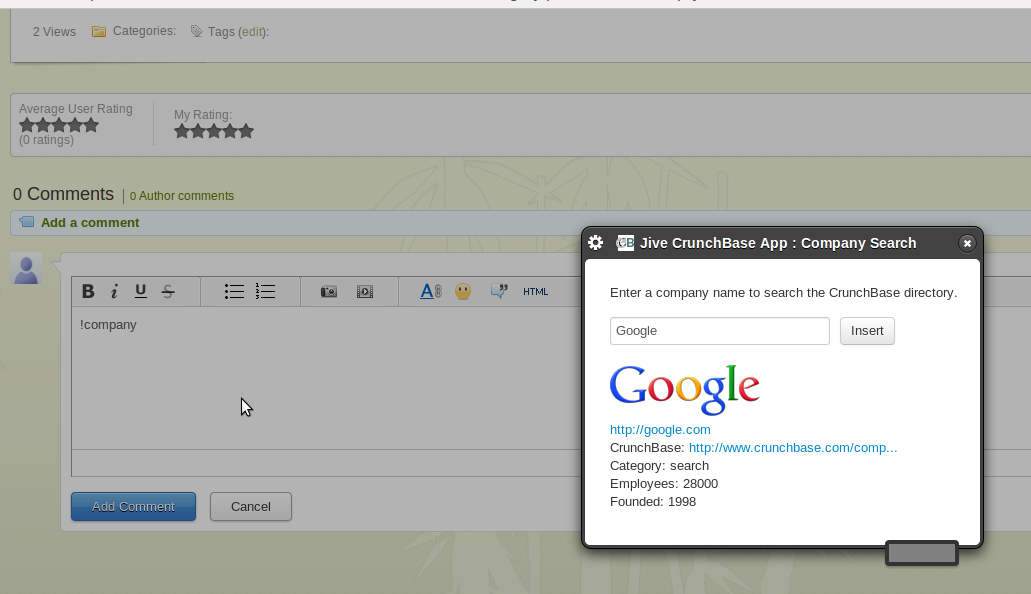 2 Views Categories: Tags (edit):
Average User Rating
(0 ratings)
My Rating:
0 Comments 0 Author comments
Add a comment
B i U S A HTML
!company
Add Comment Cancel
Jive CrunchBase App : Company Search
Enter a company name to search the CrunchBase directory.
Google Insert
Google
http://google.com
CrunchBase: http://www.crunchbase.com/comp...
Category: search
Employees: 28000
Founded: 1998